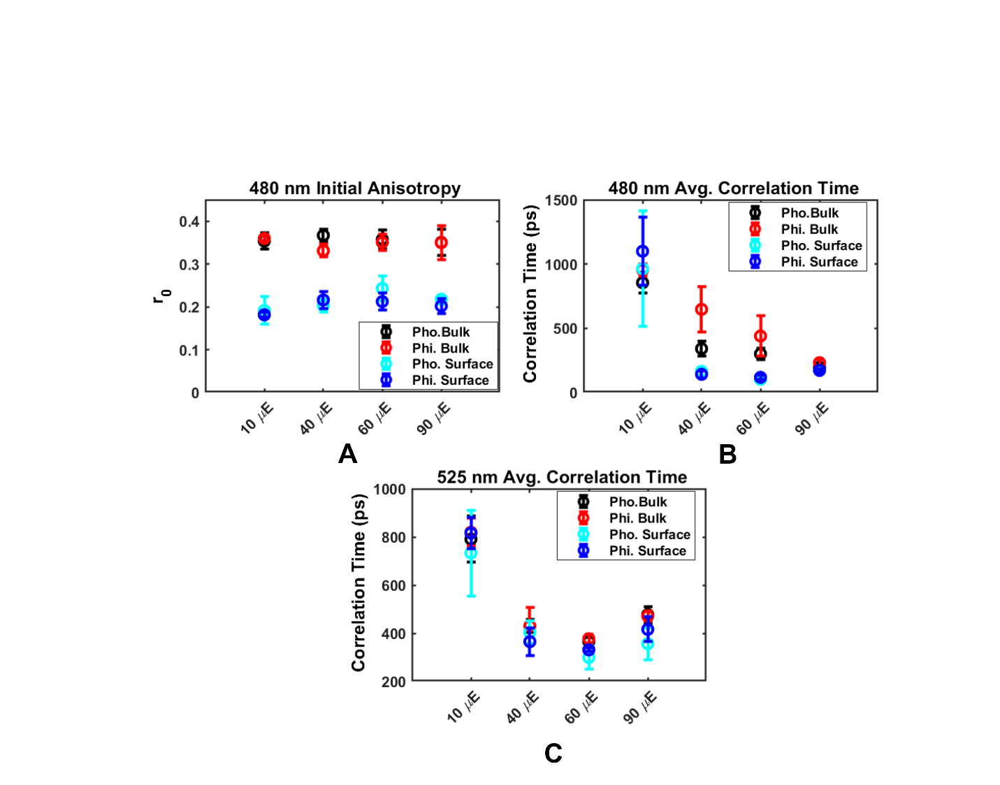 480 nm Initial Anisotropy
r0
0.4
0.3
0.2
0.1
0
Pho.Bulk
Phi. Bulk
Pho. Surface
Phi. Surface
10 μE
40 μE
60 μE
90 μE
A
480 nm Avg. Correlation Time
Correlation Time (ps)
1500
1000
500
0
Pho.Bulk
Phi. Bulk
Pho. Surface
Phi. Surface
10 μE
40 μE
60 μE
90 μE
B
525 nm Avg. Correlation Time
Correlation Time (ps)
1000
800
600
400
200
Pho.Bulk
Phi. Bulk
Pho. Surface
Phi. Surface
10 μE
40 μE
60 μE
90 μE
C